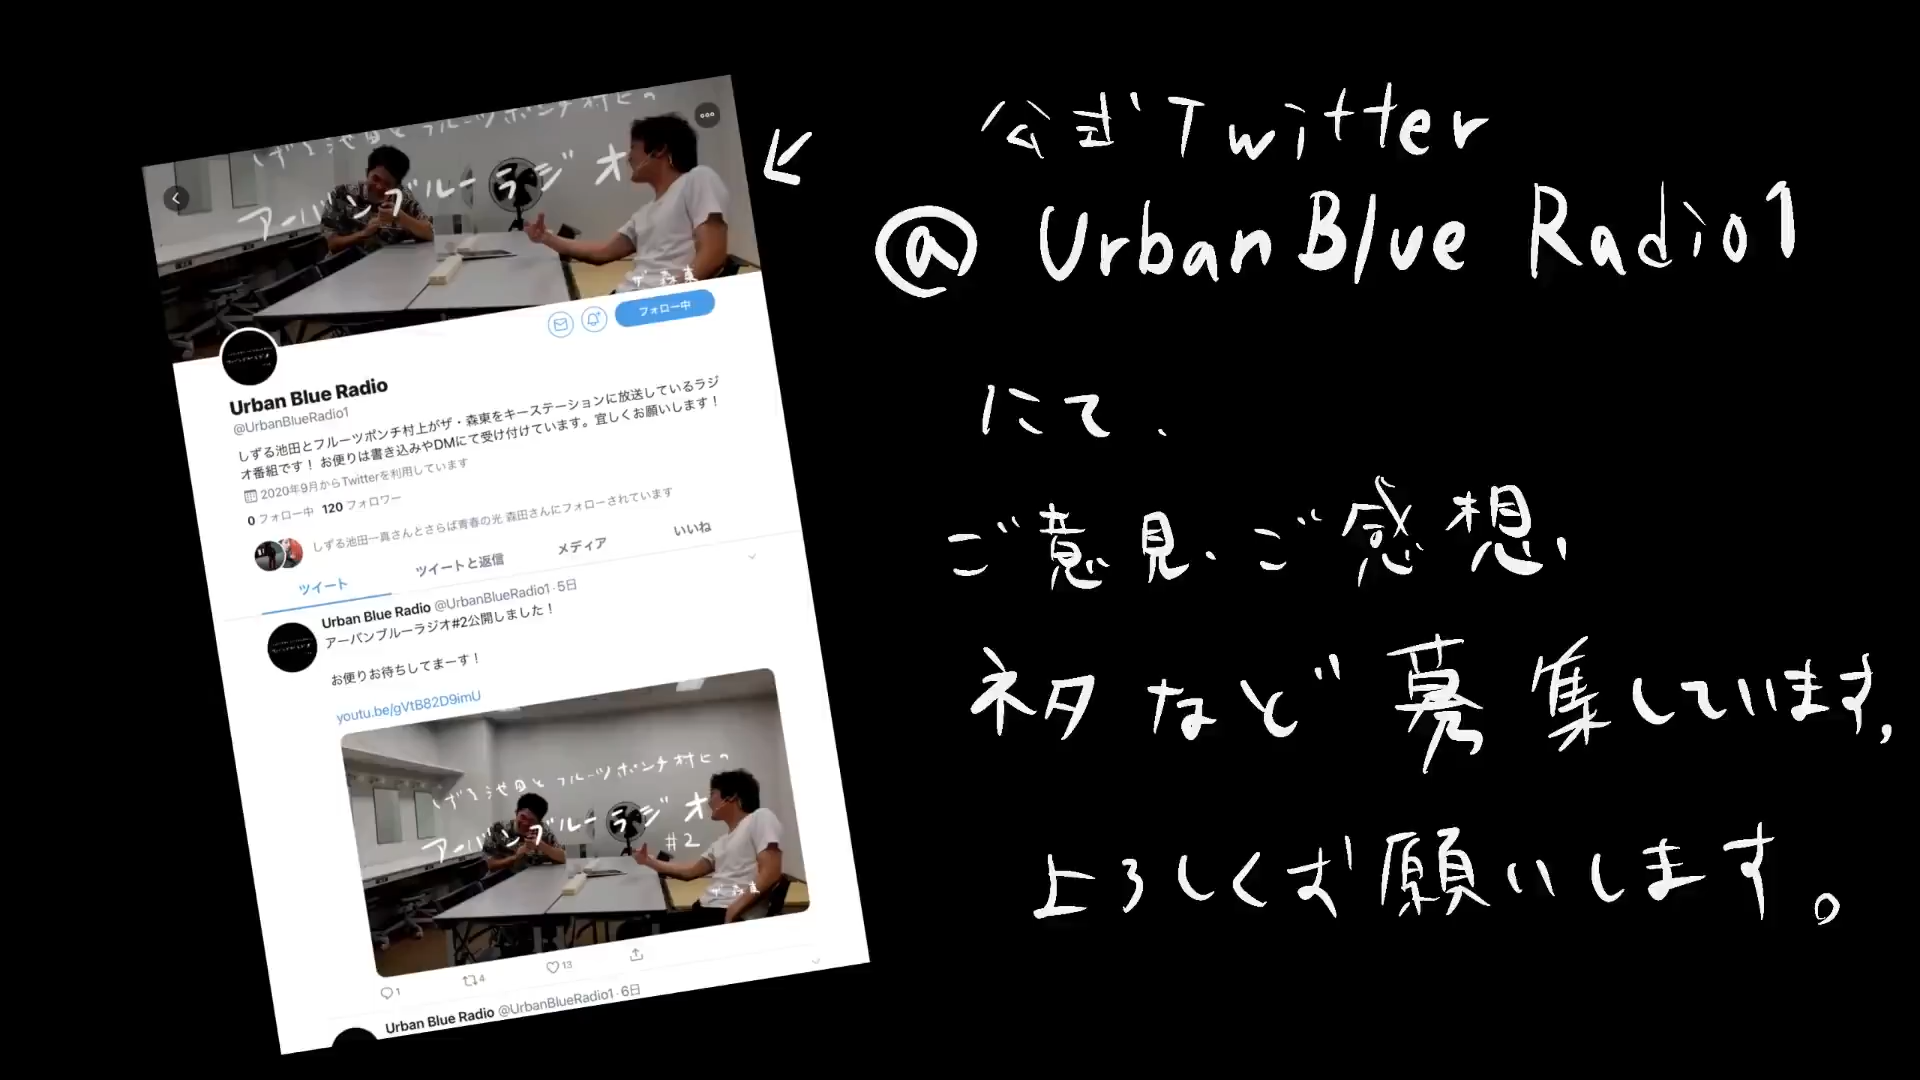 しずる池田とフルーツポンチ村上の
アーバンブルーラジオ
ザ・森東
フォロー中
Urban Blue Radio
@UrbanBlueRadio1
しずる池田とフルーツポンチ村上がザ・森東をキーステーションに放送しているラジ
オ番組です！ お便りは書き込みやDMにて受け付けています。宜しくお願いします！
2020年9月からTwitterを利用しています
0 フォロー中 120 フォロワー
しずる池田一真さんとさらば青春の光 森田さんにフォローされています
ツイート ツイートと返信 メディア いいね
Urban Blue Radio @UrbanBlueRadio1·5日
アーバンブルーラジオ#2公開しました！
お便りお待ちしてまーす！
youtu.be/gVtB82D9imU
しずる池田とフルーツポンチ村上の
アーバンブルーラジオ
#2
ザ・森東
1 4 13
Urban Blue Radio @UrbanBlueRadio1·6日
公式Twitter
@UrbanBlue Radio1
にて、
ご意見、ご感想、
ネタなど募集しています。
上ろしくお願いします。